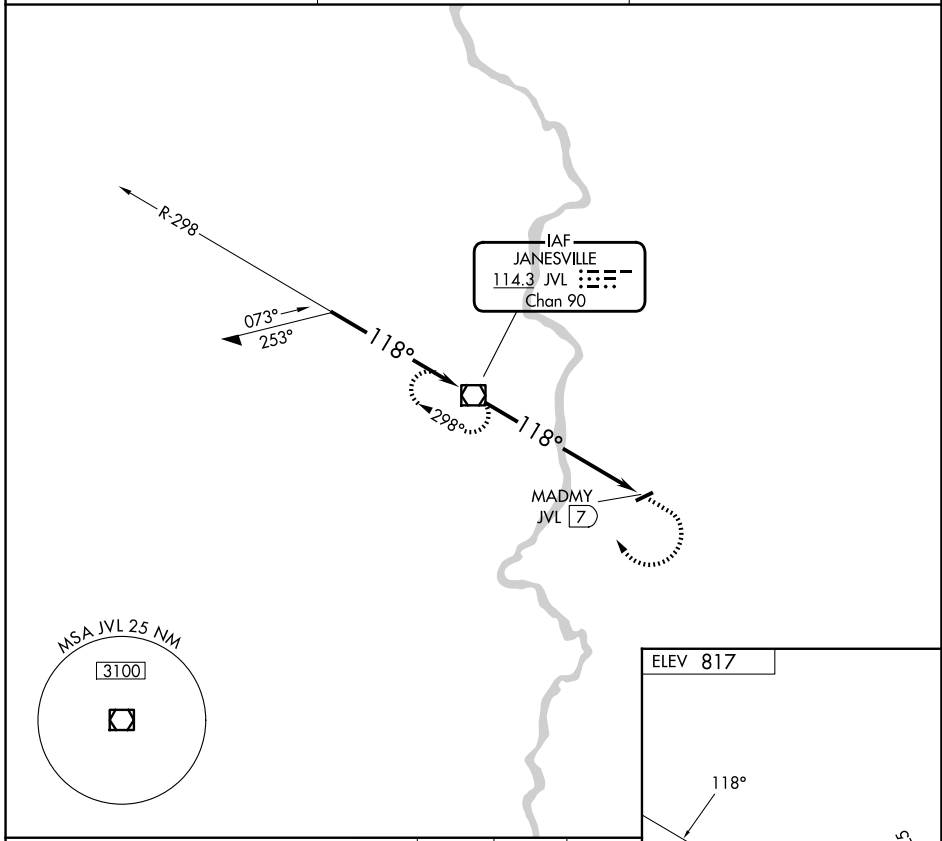 R-298
IAF
JANESVILLE
114.3 JVL
Chan 90
073°
253°
118°
298°
118°
MADMY
JVL 7
MSA JVL 25 NM
3100
ELEV 817
118°